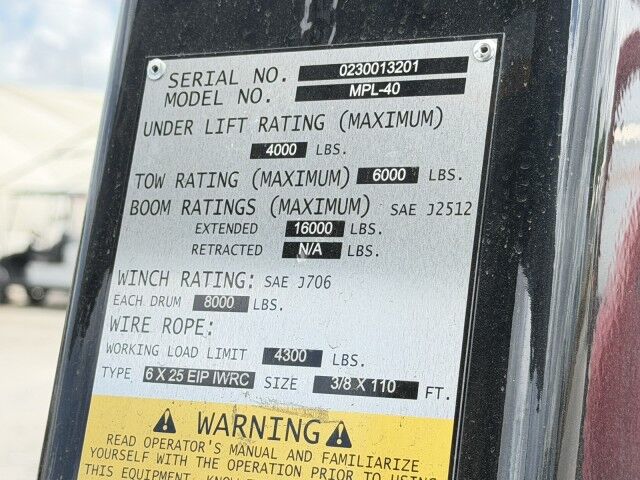 SERIAL NO. 0230013201
MODEL NO. MPL-40
UNDER LIFT RATING (MAXIMUM)
4000 LBS.
TOW RATING (MAXIMUM) 6000 LBS.
BOOM RATINGS (MAXIMUM) SAE J2512
EXTENDED 16000 LBS.
RETRACTED N/A LBS.
WINCH RATING: SAE J706
EACH DRUM 8000 LBS.
WIRE ROPE:
WORKING LOAD LIMIT 4300 LBS.
TYPE 6 X 25 EIP IWRC SIZE 3/8 X 110 FT.
WARNING
READ OPERATOR'S MANUAL AND FAMILIARIZE
YOURSELF WITH THE OPERATION PRIOR TO USING
THIS EQUIPMENT.